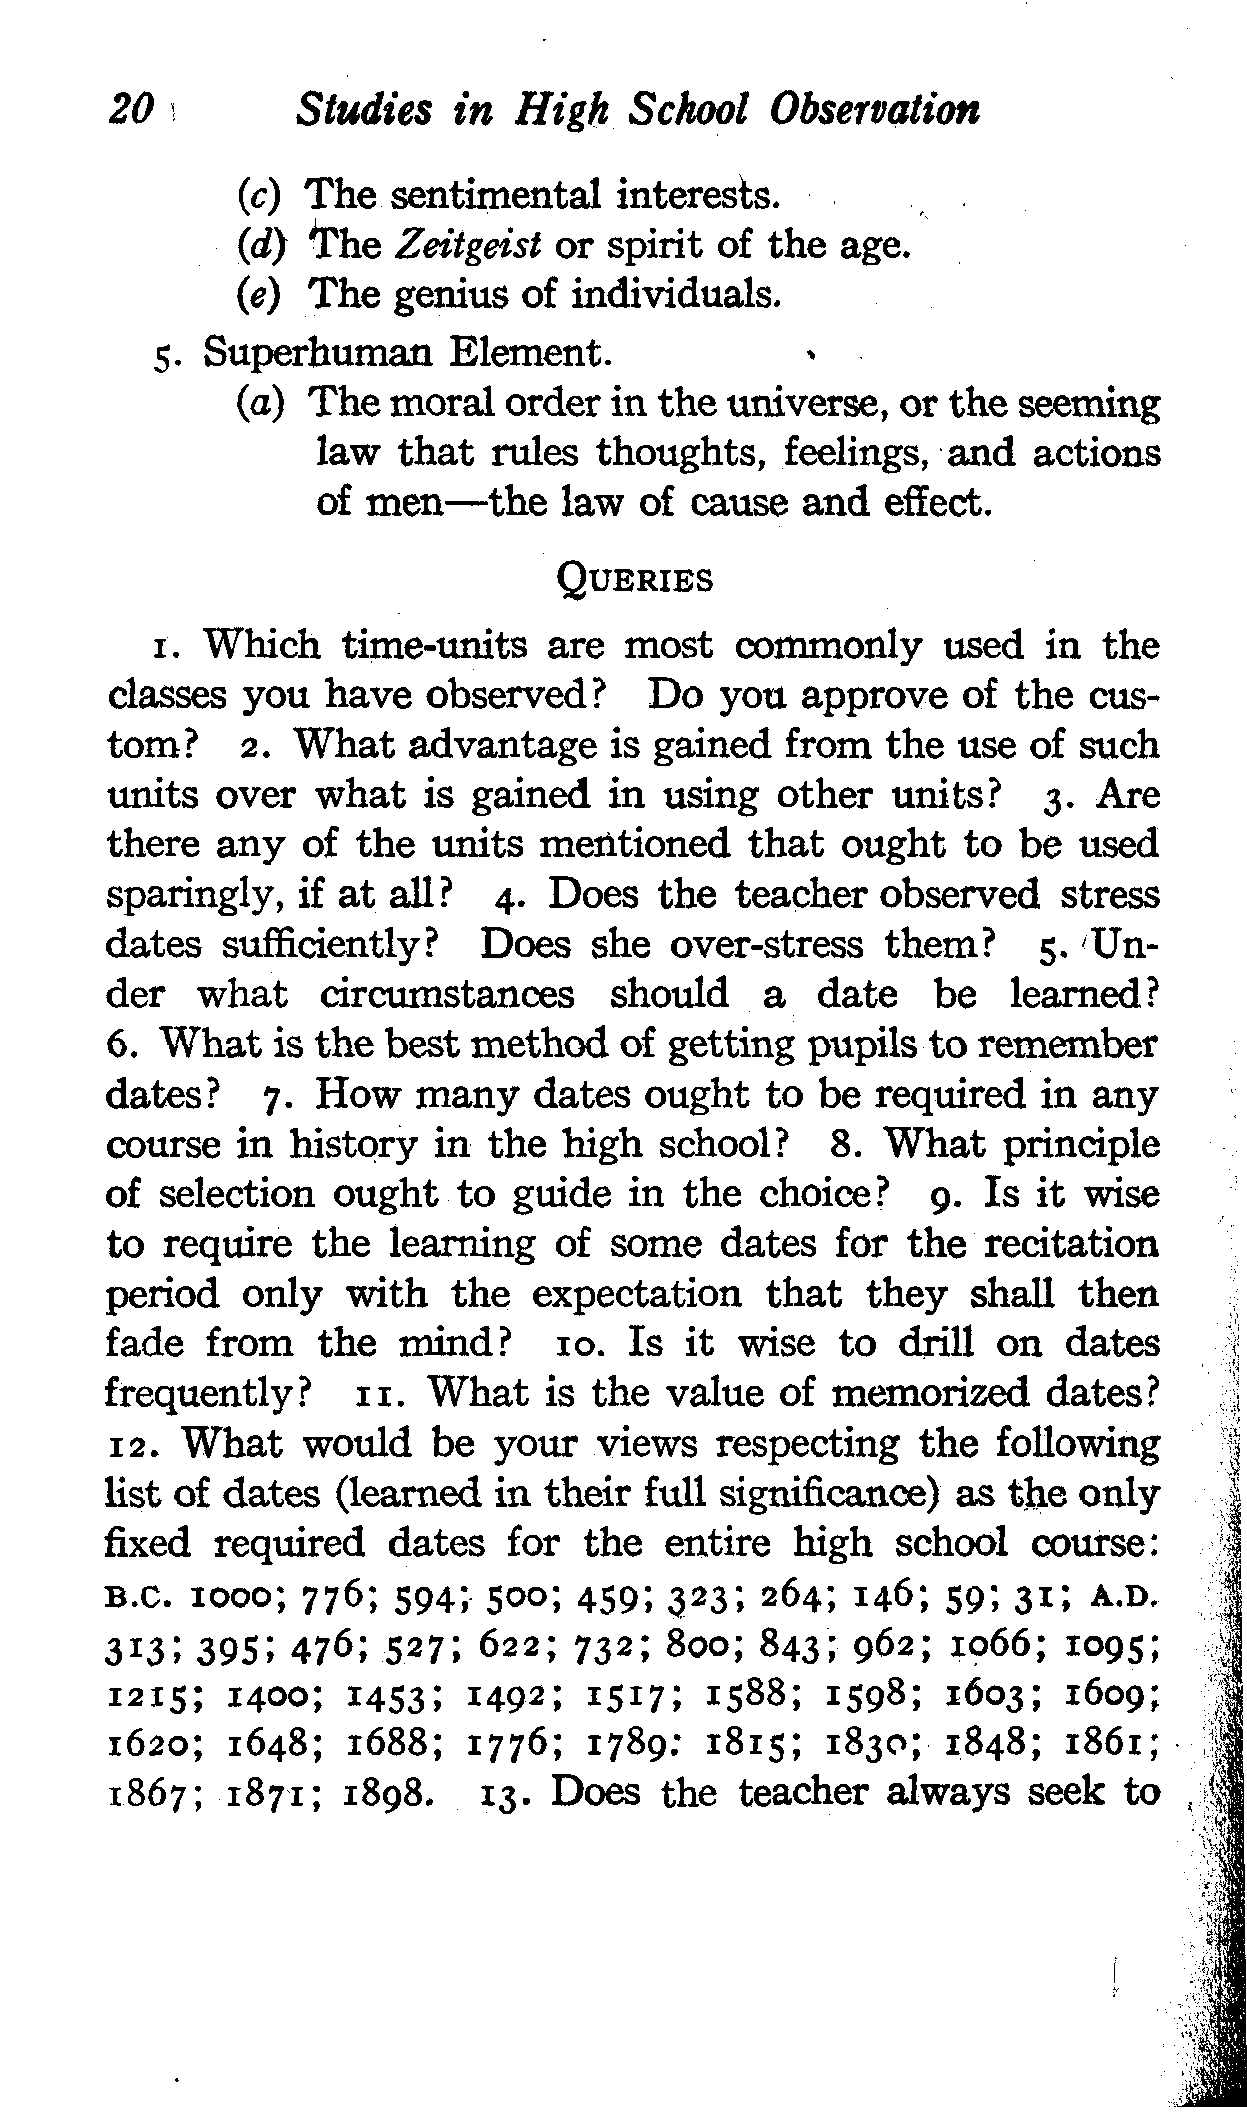 20 Studies in High School Observation
(c) The sentimental interests.
(d) The Zeitgeist or spirit of the age.
(e) The genius of individuals.
5. Superhuman Element.
(a) The moral order in the universe, or the seeming
law that rules thoughts, feelings, and actions
of men—the law of cause and effect.
QUERIES
1. Which time-units are most commonly used in the
classes you have observed? Do you approve of the cus-
tom? 2. What advantage is gained from the use of such
units over what is gained in using other units? 3. Are
there any of the units mentioned that ought to be used
sparingly, if at all? 4. Does the teacher observed stress
dates sufficiently? Does she over-stress them? 5. Un-
der what circumstances should a date be learned?
6. What is the best method of getting pupils to remember
dates? 7. How many dates ought to be required in any
course in history in the high school? 8. What principle
of selection ought to guide in the choice? 9. Is it wise
to require the learning of some dates for the recitation
period only with the expectation that they shall then
fade from the mind? 10. Is it wise to drill on dates
frequently? 11. What is the value of memorized dates?
12. What would be your views respecting the following
list of dates (learned in their full significance) as the only
fixed required dates for the entire high school course:
B.C. 1000; 776; 594; 500; 459; 323; 264; 146; 59; 31; A.D.
313; 395; 476; 527; 622; 732; 800; 843; 962; 1066; 1095;
1215; 1400; 1453; 1492; 1517; 1588; 1598; 1603; 1609;
1620; 1648; 1688; 1776; 1789: 1815; 1830; 1848; 1861;
1867; 1871; 1898. 13. Does the teacher always seek to